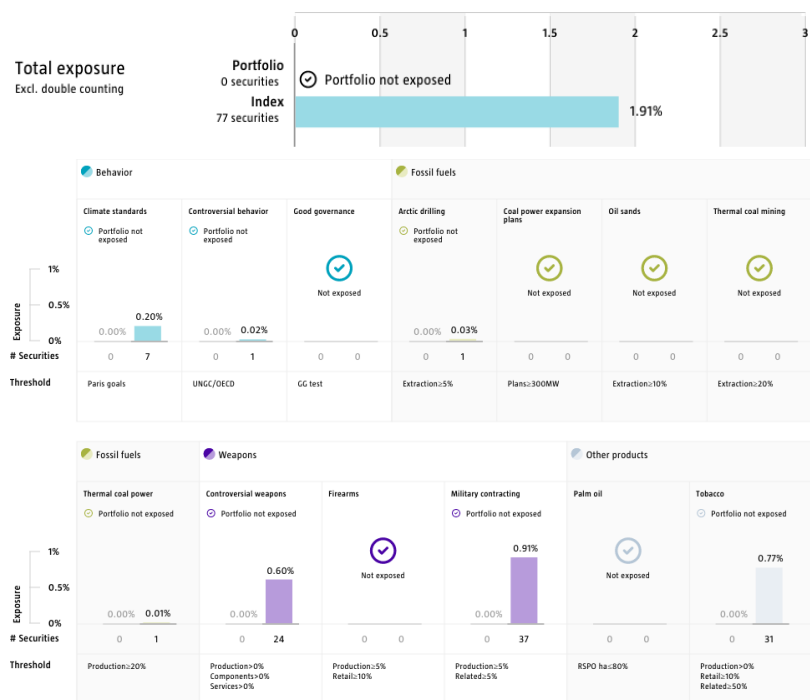 0 0.5 1 1.5 2 2.5 3
Total exposure
Excl. double counting
Portfolio
0 securities
Portfolio not exposed
Index
77 securities
1.91%
Behavior
Fossil fuels
Climate standards
Controversial behavior
Good governance
Arctic drilling
Coal power expansion
plans
Oil sands
Thermal coal mining
Portfolio not
exposed
Portfolio not
exposed
Not exposed
Portfolio not
exposed
Not exposed
Not exposed
Not exposed
Exposure
1%
0.5%
0%
0.00% 0.20%
0.00% 0.02%
0.00% 0.03%
# Securities 0 7 0 1 0 0 0 1 0 0 0 0 0 0
Threshold Paris goals UNGC/OECD GG test Extraction≥5% Plans≥300MW Extraction≥10% Extraction≥20%
Fossil fuels
Weapons
Other products
Thermal coal power
Controversial weapons
Firearms
Military contracting
Palm oil
Tobacco
Portfolio not exposed
Portfolio not exposed
Not exposed
Portfolio not exposed
Not exposed
Portfolio not exposed
Exposure
1%
0.5%
0%
0.00% 0.01%
0.00% 0.60%
0.00% 0.91%
0.00% 0.77%
# Securities 0 1 0 24 0 0 0 37 0 0 0 31
Threshold
Production≥20%
Production>0%
Components>0%
Services>0%
Production≥5%
Retail≥10%
Production≥5%
Related≥5%
RSPO ha≤80%
Production>0%
Retail≥10%
Related≥50%